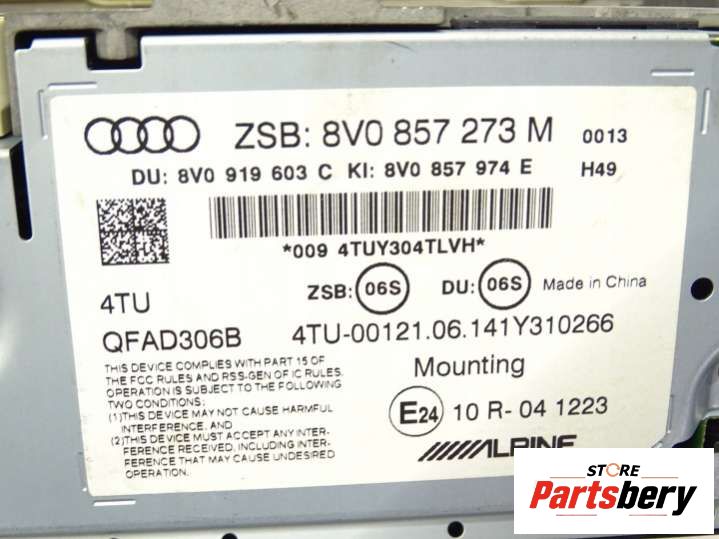 ZSB: 8V0 857 273 M 0013
DU: 8V0 919 603 C KI: 8V0 857 974 E H49
*009 4TUY304TLVH*
ZSB: 06S DU: 06S Made in China
4TU
QFAD306B 4TU-00121.06.141Y310266
THIS DEVICE COMPLIES WITH PART 15 OF
THE FCC RULES AND RSS-GEN OF IC RULES.
OPERATION IS SUBJECT TO THE FOLLOWING
TWO CONDITIONS:
(1)THIS DEVICE MAY NOT CAUSE HARMFUL
INTERFERENCE, AND
(2)THIS DEVICE MUST ACCEPT ANY INTER-
FERENCE RECEIVED, INCLUDING INTER-
FERENCE THAT MAY CAUSE UNDESIRED
OPERATION.
Mounting
E24 10 R- 04 1223
ALPINE
STORE
Partsbery